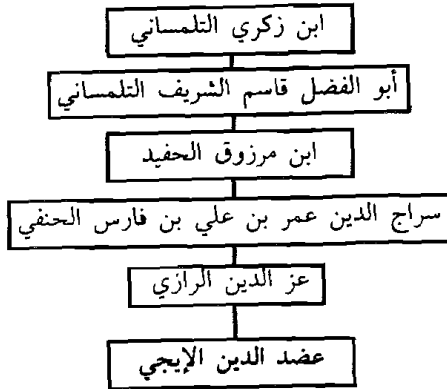 ابن زكري التلمساني
أبو الفضل قاسم الشريف التلمساني
ابن مرزوق الحفيد
سراج الدين عمر بن علي بن فارس الحنفي
عز الدين الرازي
عضد الدين الإيجي